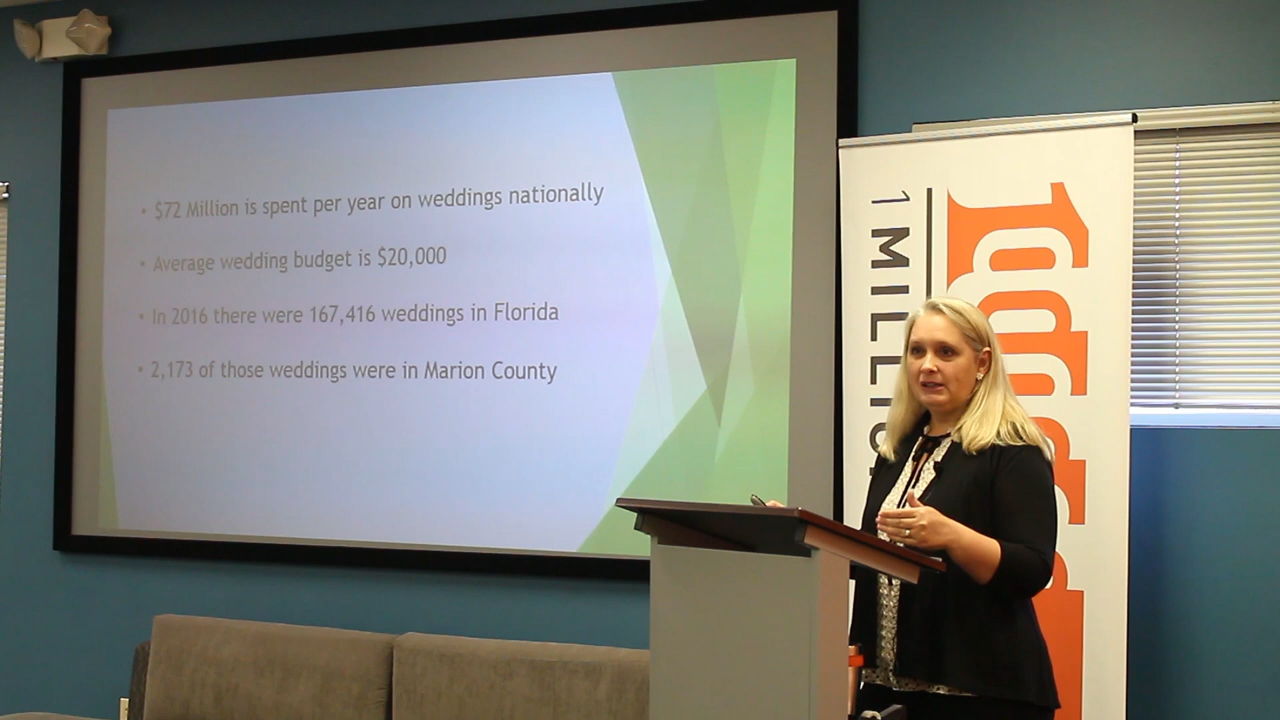 • $72 Million is spent per year on weddings nationally
• Average wedding budget is $20,000
• In 2016 there were 167,416 weddings in Florida
• 2,173 of those weddings were in Marion County
1 MILLIO